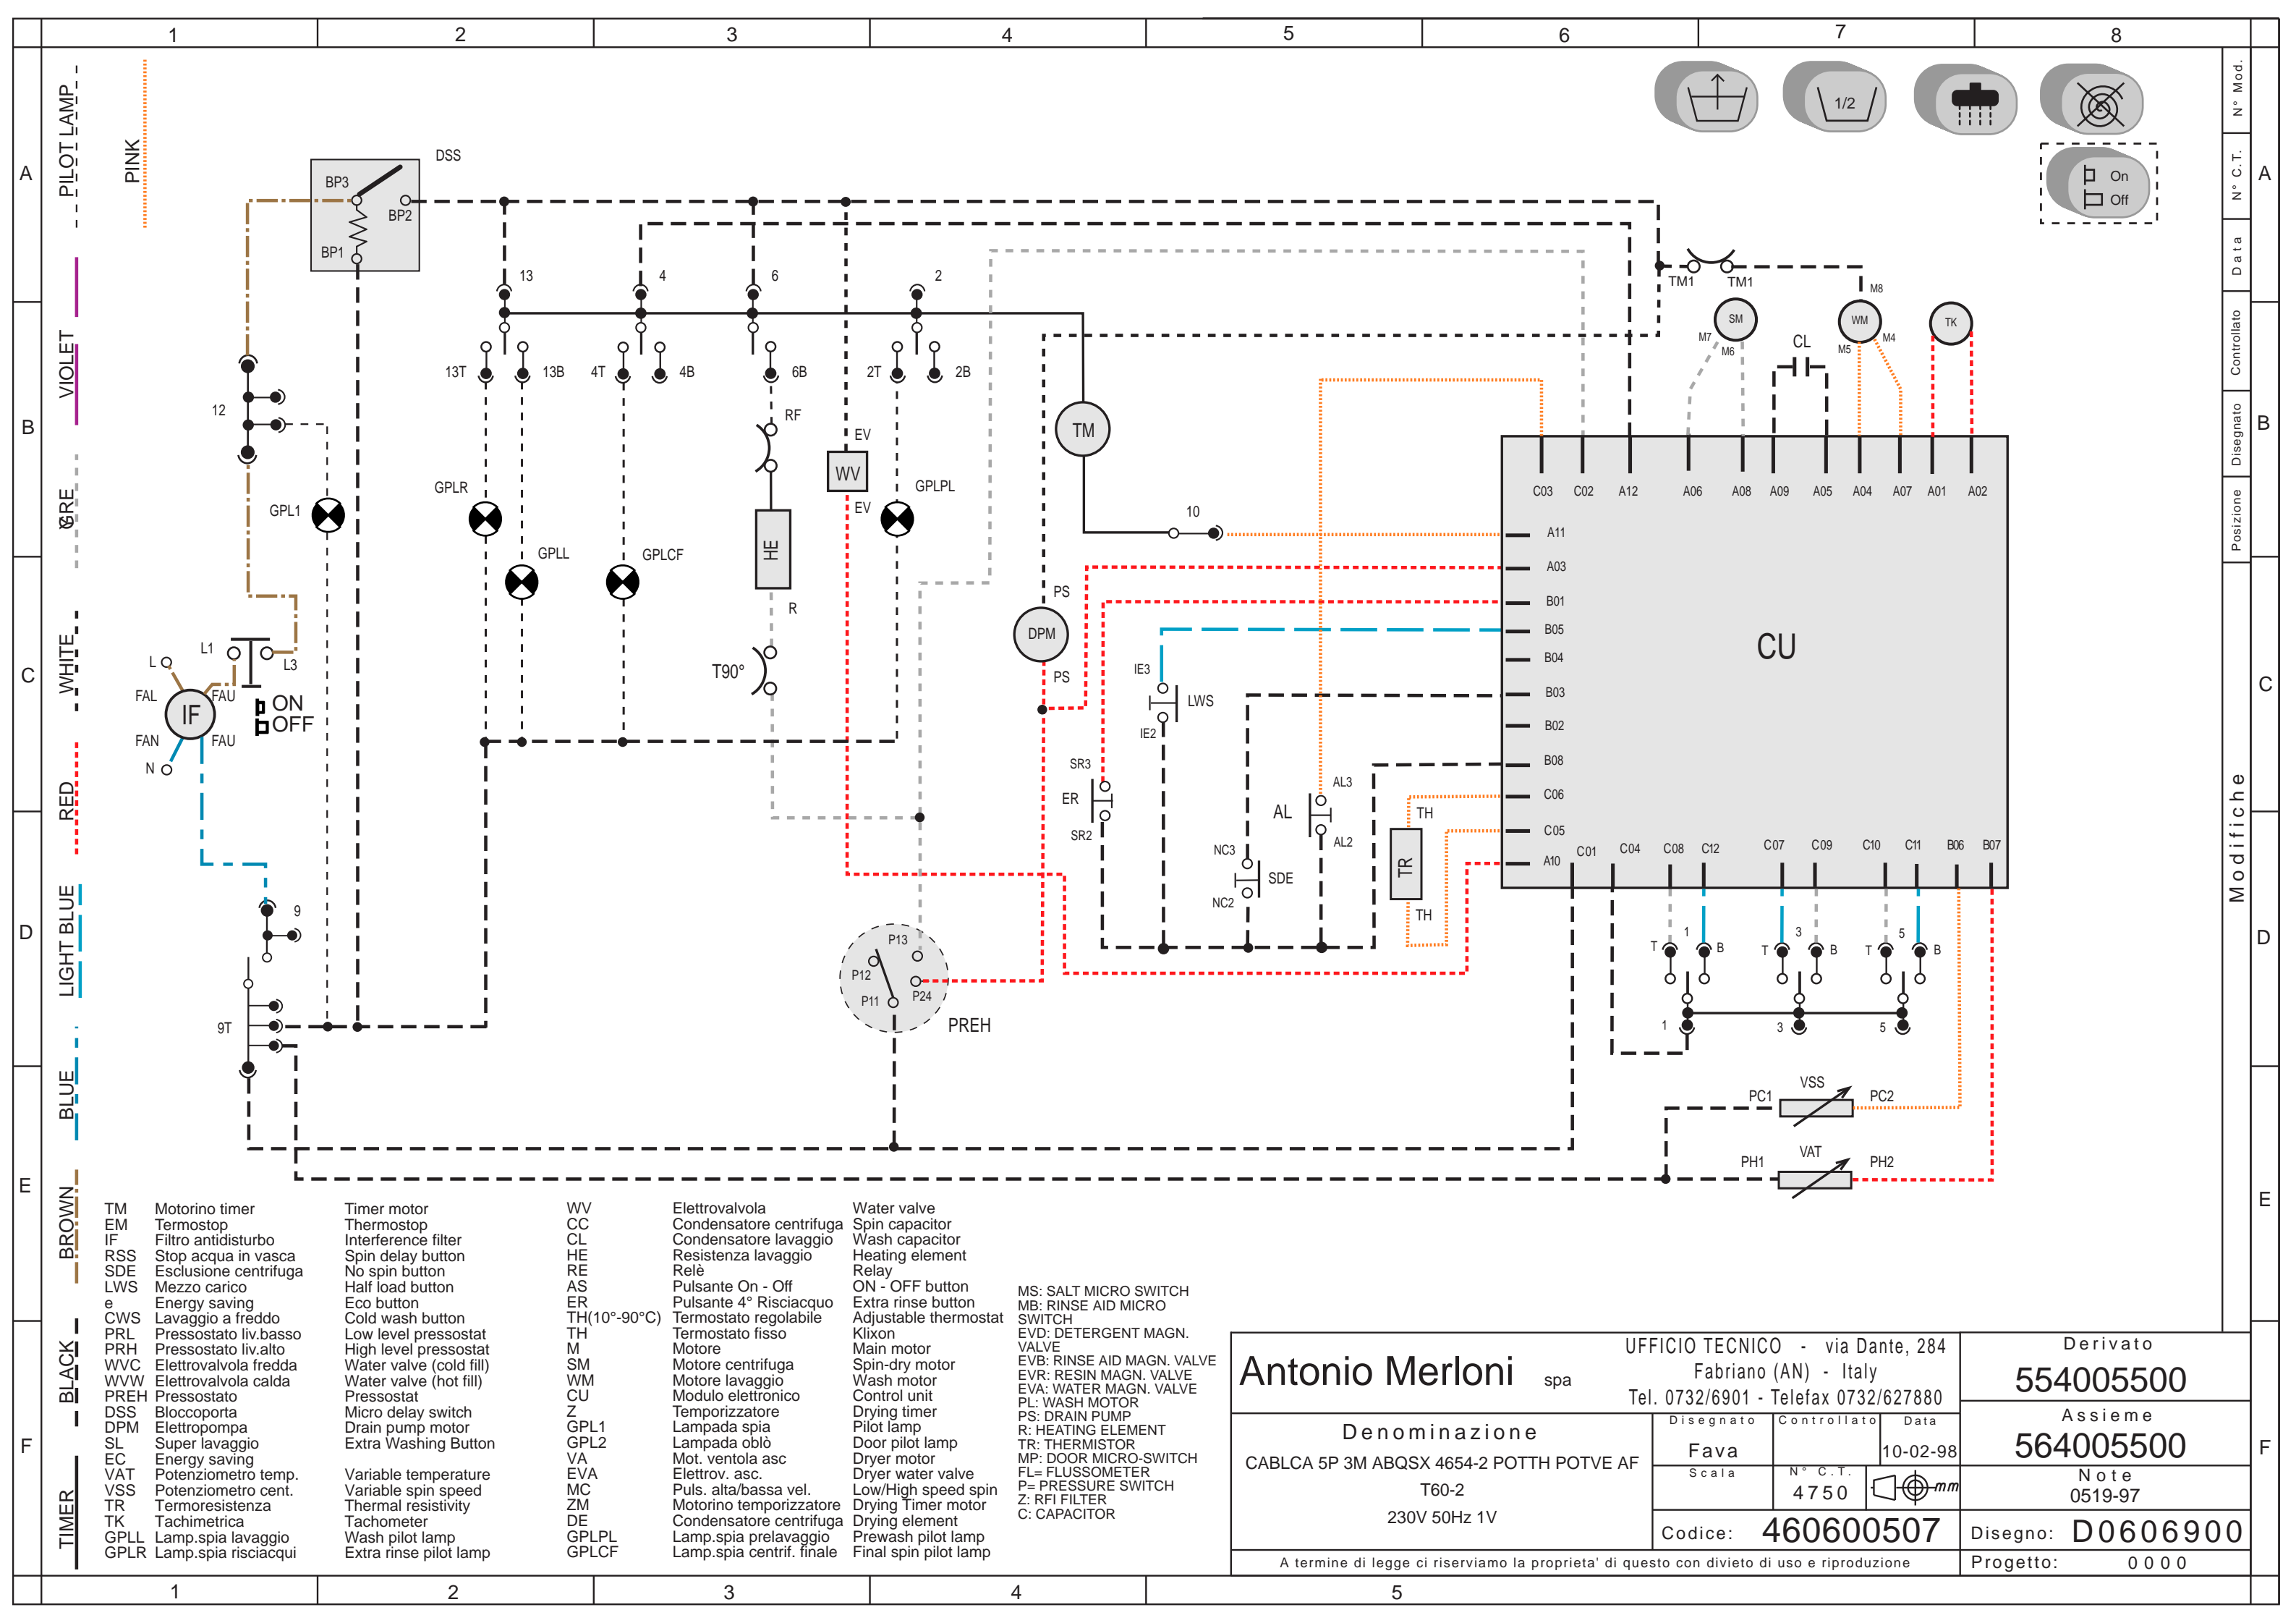 1 2 3 4 5 6 7 8
A
B
C
D
E
F
PILOT LAMP
PINK
VIOLET
GREY
WHITE
RED
LIGHT BLUE
BLUE
BROWN
BLACK
TIMER
DSS
BP3
BP2
BP1
13 4 6 2
13T 13B 4T 4B 6B 2T 2B
12
RF
EV
WV
EV
GPL1
GPLR
GPLL
GPLCF
GPLPL
HE
R
T90°
TM
10
PS
DPM
PS
L
L1
L3
FAL
FAU
IF
ON
OFF
FAN
FAU
N
9
9T
P13
P12
P11
P24
PREH
IE3
LWS
IE2
SR3
ER
SR2
NC3
SDE
NC2
AL3
AL
AL2
TH
TR
TH
1/2
On
Off
TM1 TM1
M8
SM
WM
TK
M7
M6
CL
M5
M4
C03 C02 A12 A06 A08 A09 A05 A04 A07 A01 A02
A11
A03
B01
B05
B04
B03
B02
B08
C06
C05
A10
CU
C01 C04 C08 C12 C07 C09 C10 C11 B06 B07
T 1 B T 3 B T 5 B
1 3 5
VSS
PC1
PC2
VAT
PH1
PH2
N° Mod.
N° C.T.
Data
Controllato
Disegnato
Posizione
Modifiche
A
B
C
D
E
F
TM Motorino timer Timer motor
EM Termostop Thermostop
IF Filtro antidisturbo Interference filter
RSS Stop acqua in vasca Spin delay button
SDE Esclusione centrifuga No spin button
LWS Mezzo carico Half load button
e Energy saving Eco button
CWS Lavaggio a freddo Cold wash button
PRL Pressostato liv.basso Low level pressostat
PRH Pressostato liv.alto High level pressostat
WVC Elettrovalvola fredda Water valve (cold fill)
WVW Elettrovalvola calda Water valve (hot fill)
PREH Pressostato Pressostat
DSS Bloccoporta Micro delay switch
DPM Elettropompa Drain pump motor
SL Super lavaggio Extra Washing Button
EC Energy saving
VAT Potenziometro temp. Variable temperature
VSS Potenziometro cent. Variable spin speed
TR Termoresistenza Thermal resistivity
TK Tachimetrica Tachometer
GPLL Lamp.spia lavaggio Wash pilot lamp
GPLR Lamp.spia risciacqui Extra rinse pilot lamp
WV Elettrovalvola Water valve
CC Condensatore centrifuga Spin capacitor
CL Condensatore lavaggio Wash capacitor
HE Resistenza lavaggio Heating element
RE Relè Relay
AS Pulsante On - Off ON - OFF button
ER Pulsante 4° Risciacquo Extra rinse button
TH(10°-90°C) Termostato regolabile Adjustable thermostat
TH Termostato fisso Klixon
M Motore Main motor
SM Motore centrifuga Spin-dry motor
WM Motore lavaggio Wash motor
CU Modulo elettronico Control unit
Z Temporizzatore Drying timer
GPL1 Lampada spia Pilot lamp
GPL2 Lampada oblò Door pilot lamp
VA Mot. ventola asc Dryer motor
EVA Elettrov. asc. Dryer water valve
MC Puls. alta/bassa vel. Low/High speed spin
ZM Motorino temporizzatore Drying Timer motor
DE Condensatore centrifuga Drying element
GPLPL Lamp.spia prelavaggio Prewash pilot lamp
GPLCF Lamp.spia centrif. finale Final spin pilot lamp
MS: SALT MICRO SWITCH
MB: RINSE AID MICRO
SWITCH
EVD: DETERGENT MAGN.
VALVE
EVB: RINSE AID MAGN. VALVE
EVR: RESIN MAGN. VALVE
EVA: WATER MAGN. VALVE
PL: WASH MOTOR
PS: DRAIN PUMP
R: HEATING ELEMENT
TR: THERMISTOR
MP: DOOR MICRO-SWITCH
FL= FLUSSOMETER
P= PRESSURE SWITCH
Z: RFI FILTER
C: CAPACITOR
Antonio Merloni spa
UFFICIO TECNICO - via Dante, 284
Fabriano (AN) - Italy
Tel. 0732/6901 - Telefax 0732/627880
Derivato
554005500
Assieme
564005500
Denominazione
CABLCA 5P 3M ABQSX 4654-2 POTTH POTVE AF
T60-2
230V 50Hz 1V
Disegnato Controllato Data
Fava 10-02-98
Scala N° C.T.
4750 mm
Note
0519-97
Codice: 460600507
Disegno: D0606900
A termine di legge ci riserviamo la proprieta' di questo con divieto di uso e riproduzione
Progetto: 0000
1 2 3 4 5